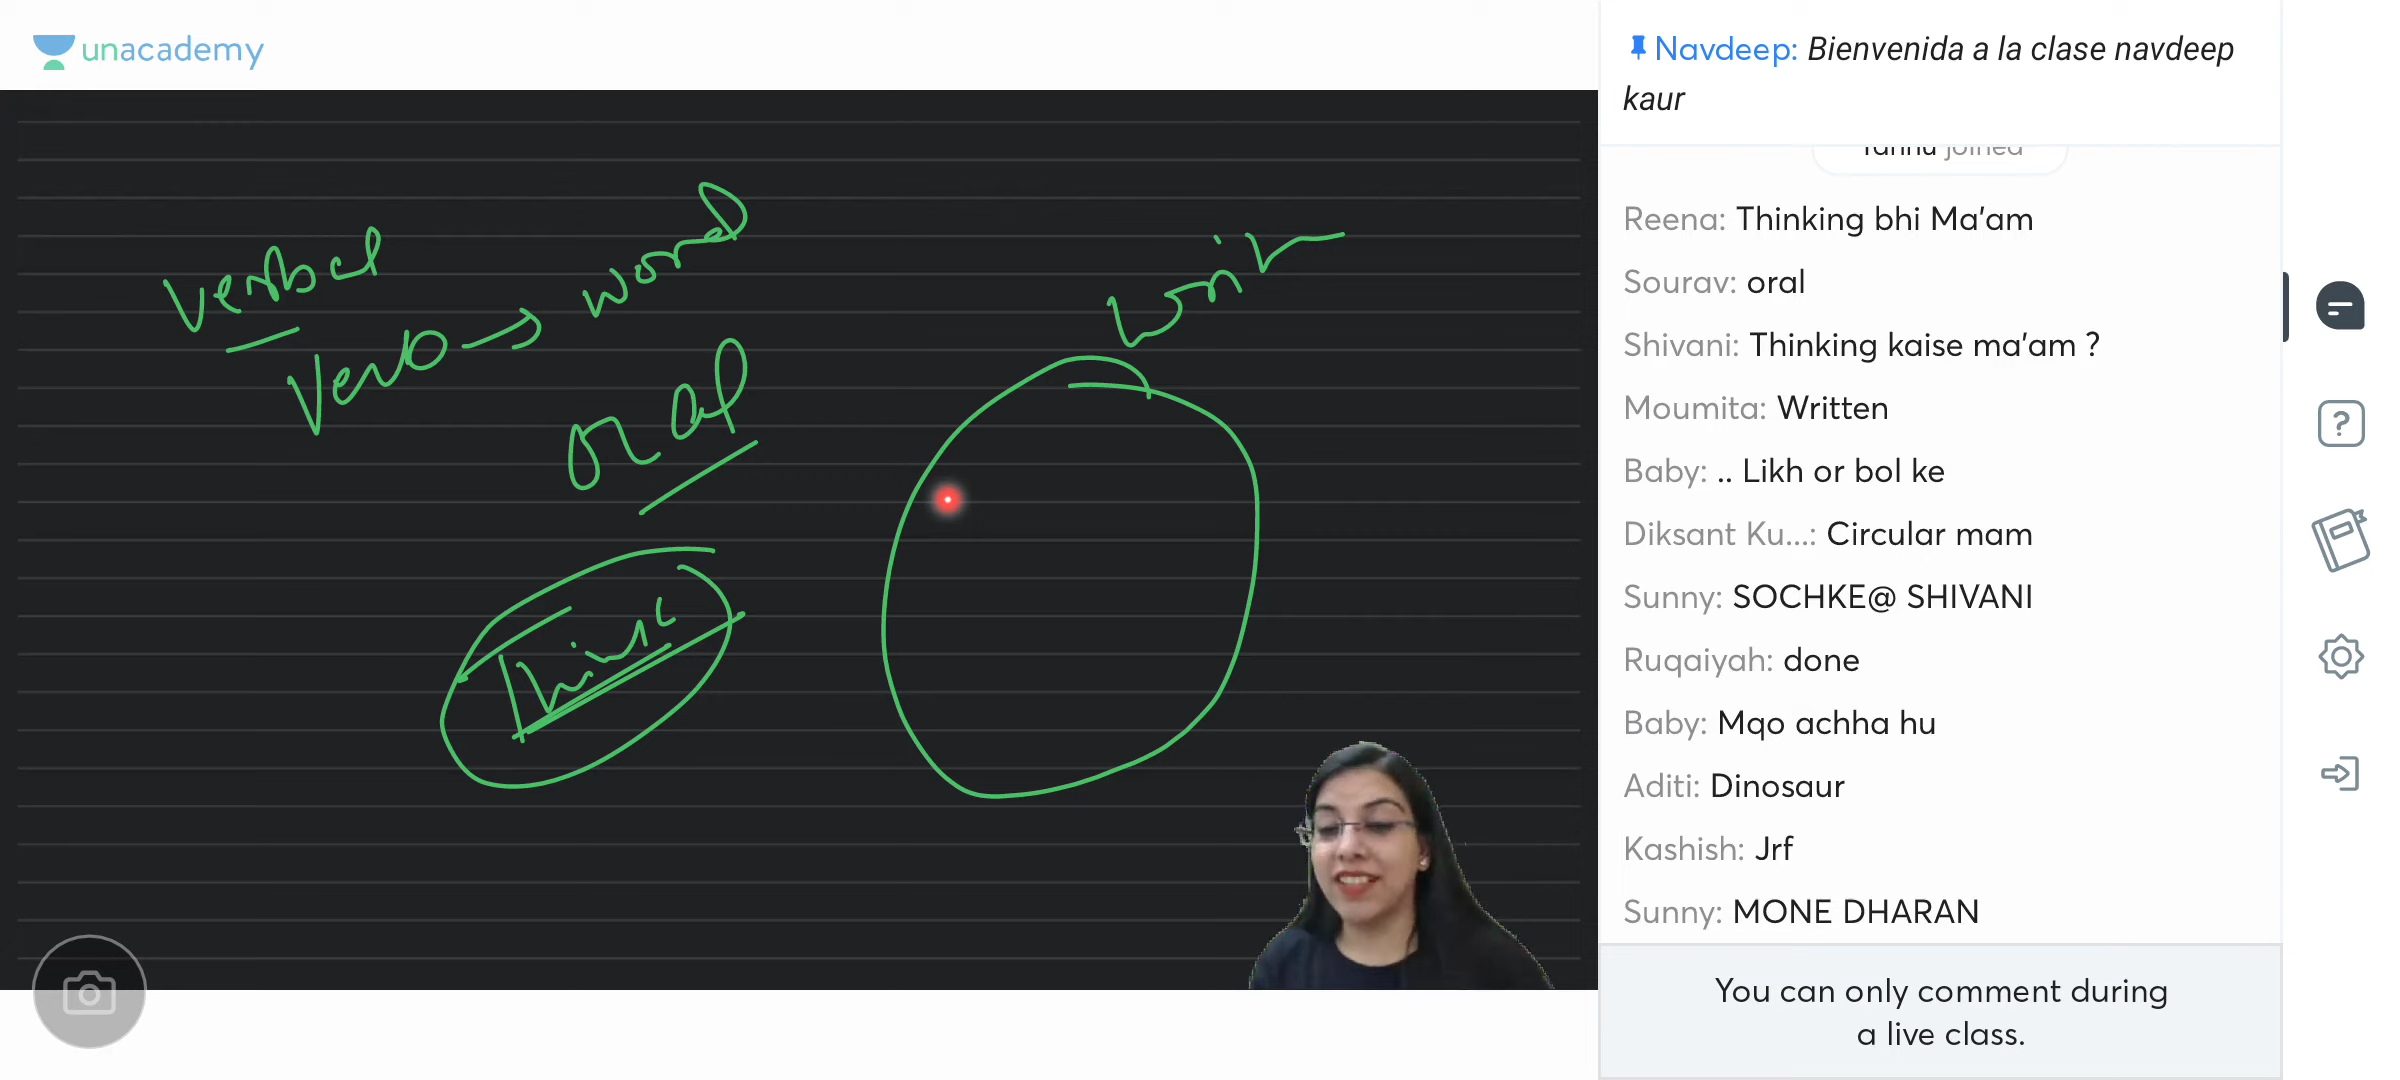 unacademy
verbal
Verb → word
oral
Think
Navdeep: Bienvenida a la clase navdeep
kaur
Tannu joined
Reena: Thinking bhi Ma'am
Sourav: oral
Shivani: Thinking kaise ma'am ?
Moumita: Written
Baby: .. Likh or bol ke
Diksant Ku...: Circular mam
Sunny: SOCHKE@ SHIVANI
Ruqaiyah: done
Baby: Mqo achha hu
Aditi: Dinosaur
Kashish: Jrf
Sunny: MONE DHARAN
You can only comment during
a live class.
?